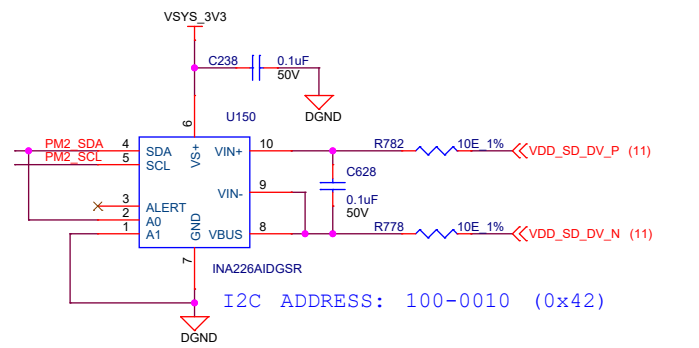 VSYS_3V3
C238
0.1uF
50V
DGND
U150
6
PM2_SDA 4 SDA VS+ VIN+ 10 R782 10E_1% VDD_SD_DV_P (11)
PM2_SCL 5 SCL
C628
9 VIN-
0.1uF
50V
3 ALERT
2 A0
1 A1 GND VBUS 8 R778 10E_1% VDD_SD_DV_N (11)
7
INA226AIDGSR
I2C ADDRESS: 100-0010 (0x42)
DGND